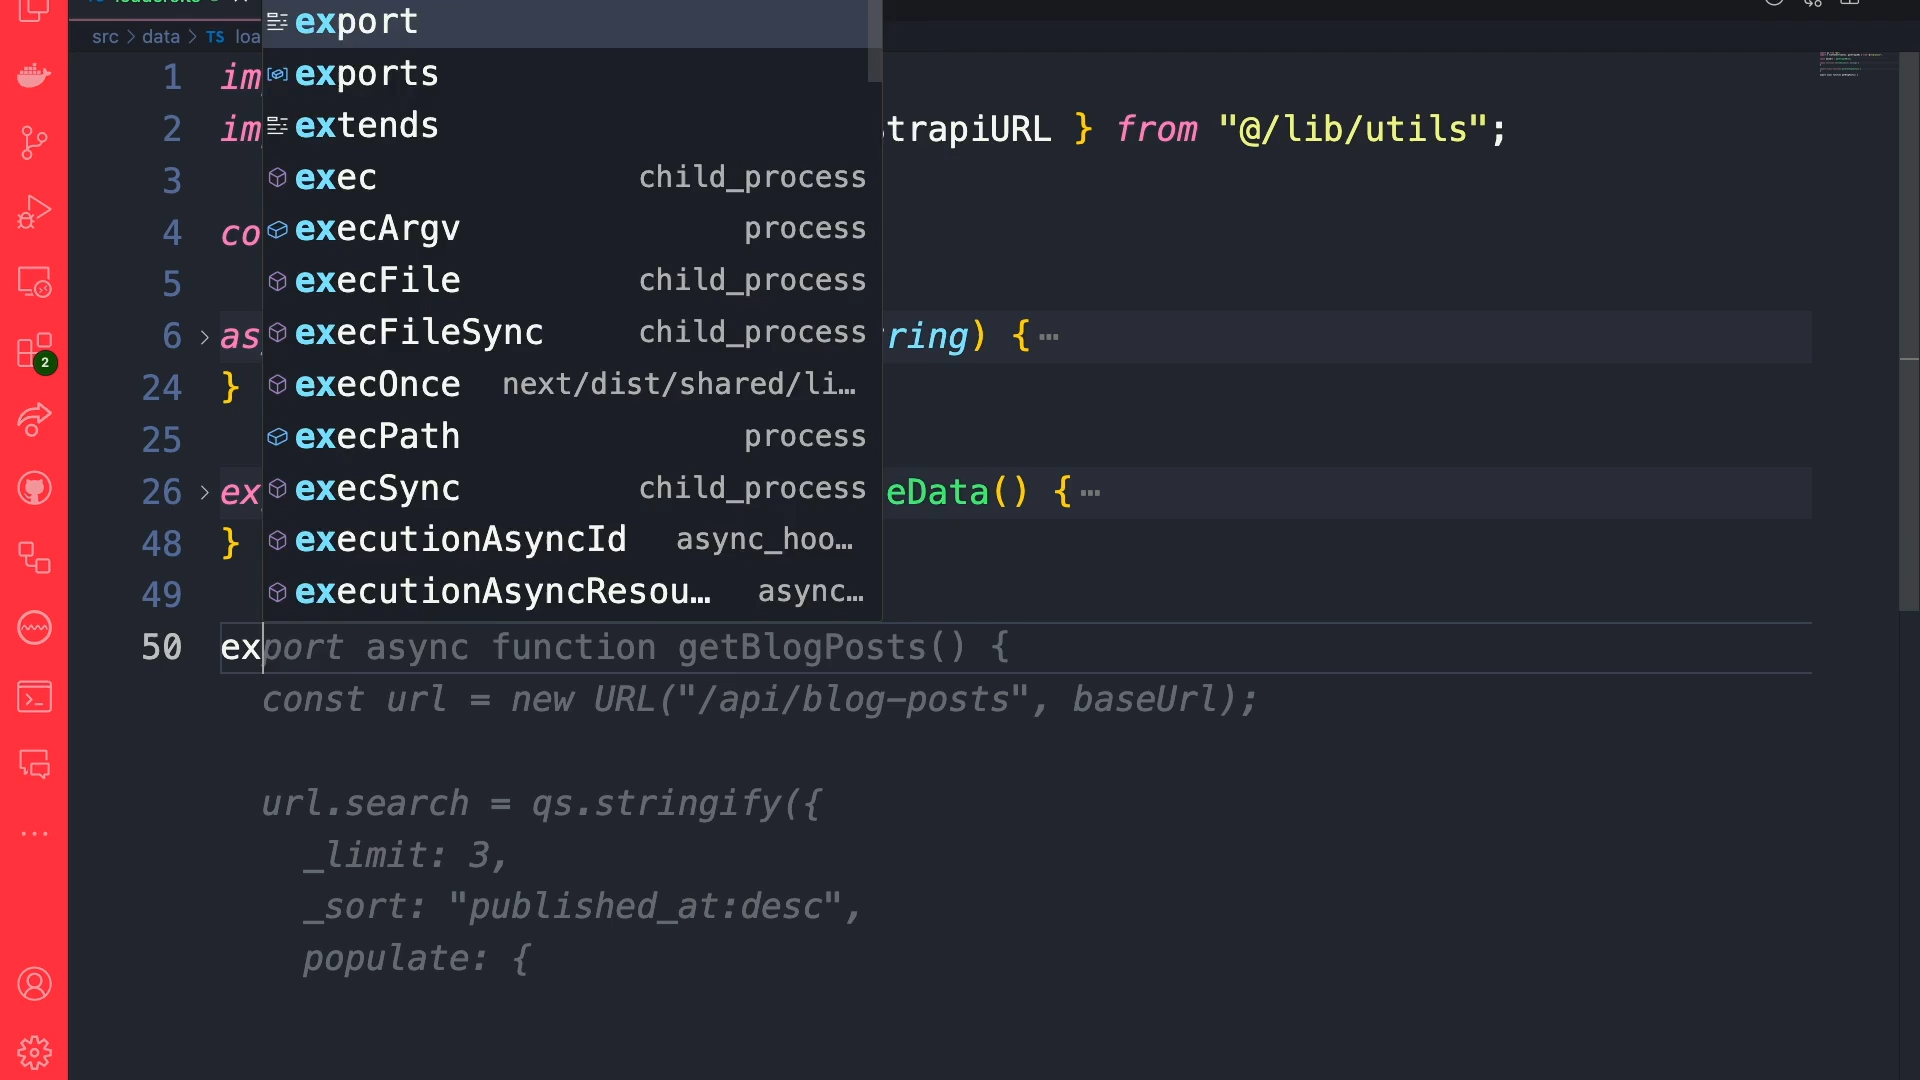 src > data > TS loa
1 im
2 im strapiURL } from "@/lib/utils";
3
4 co
5
6 as ring) {
24 }
25
26 ex eData() {
48 }
49
50 export async function getBlogPosts() {
const url = new URL("/api/blog-posts", baseUrl);
url.search = qs.stringify({
_limit: 3,
_sort: "published_at:desc",
populate: {
export
exports
extends
exec child_process
execArgv process
execFile child_process
execFileSync child_process
execOnce next/dist/shared/li…
execPath process
execSync child_process
executionAsyncId async_hoo…
executionAsyncResou… async…
2